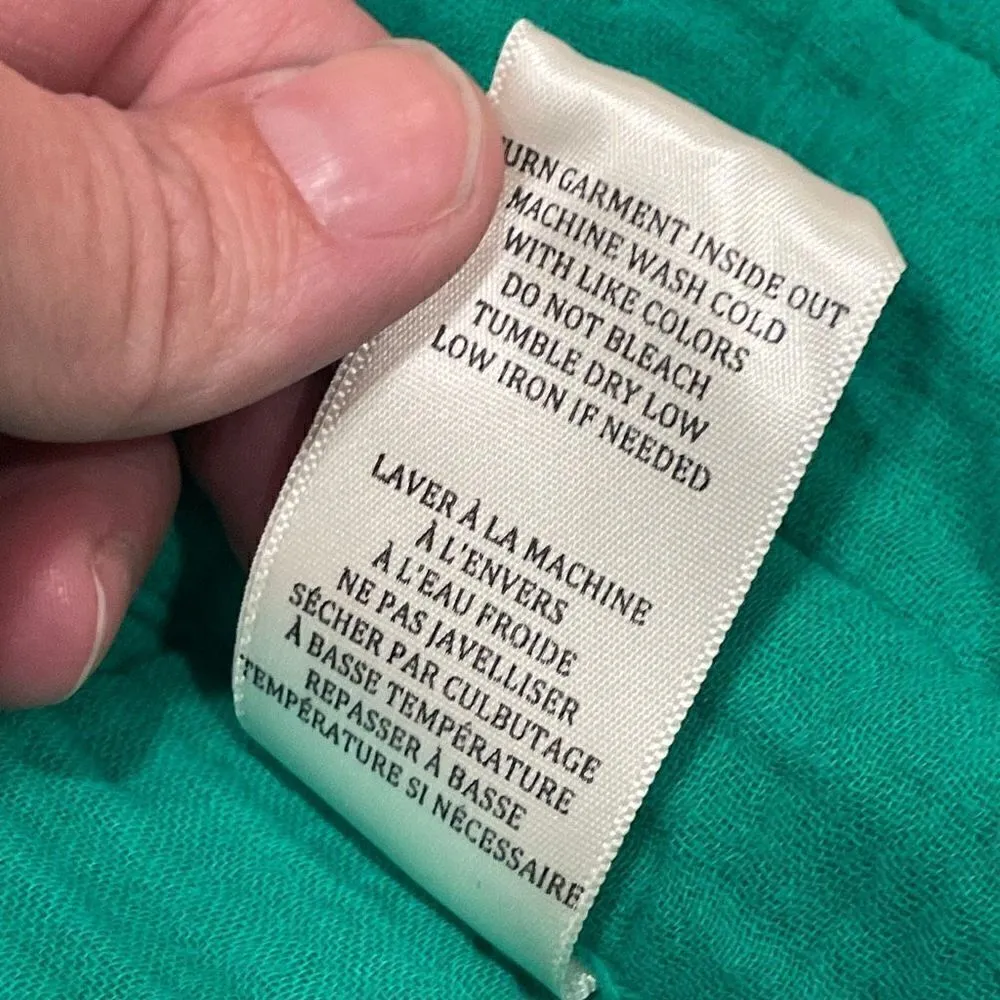 TURN GARMENT INSIDE OUT
MACHINE WASH COLD
WITH LIKE COLORS
DO NOT BLEACH
TUMBLE DRY LOW
LOW IRON IF NEEDED
LAVER À LA MACHINE
À L'ENVERS
À L'EAU FROIDE
NE PAS JAVELLISER
SÉCHER PAR CULBUTAGE
À BASSE TEMPÉRATURE
REPASSER À BASSE
TEMPÉRATURE SI NÉCESSAIRE